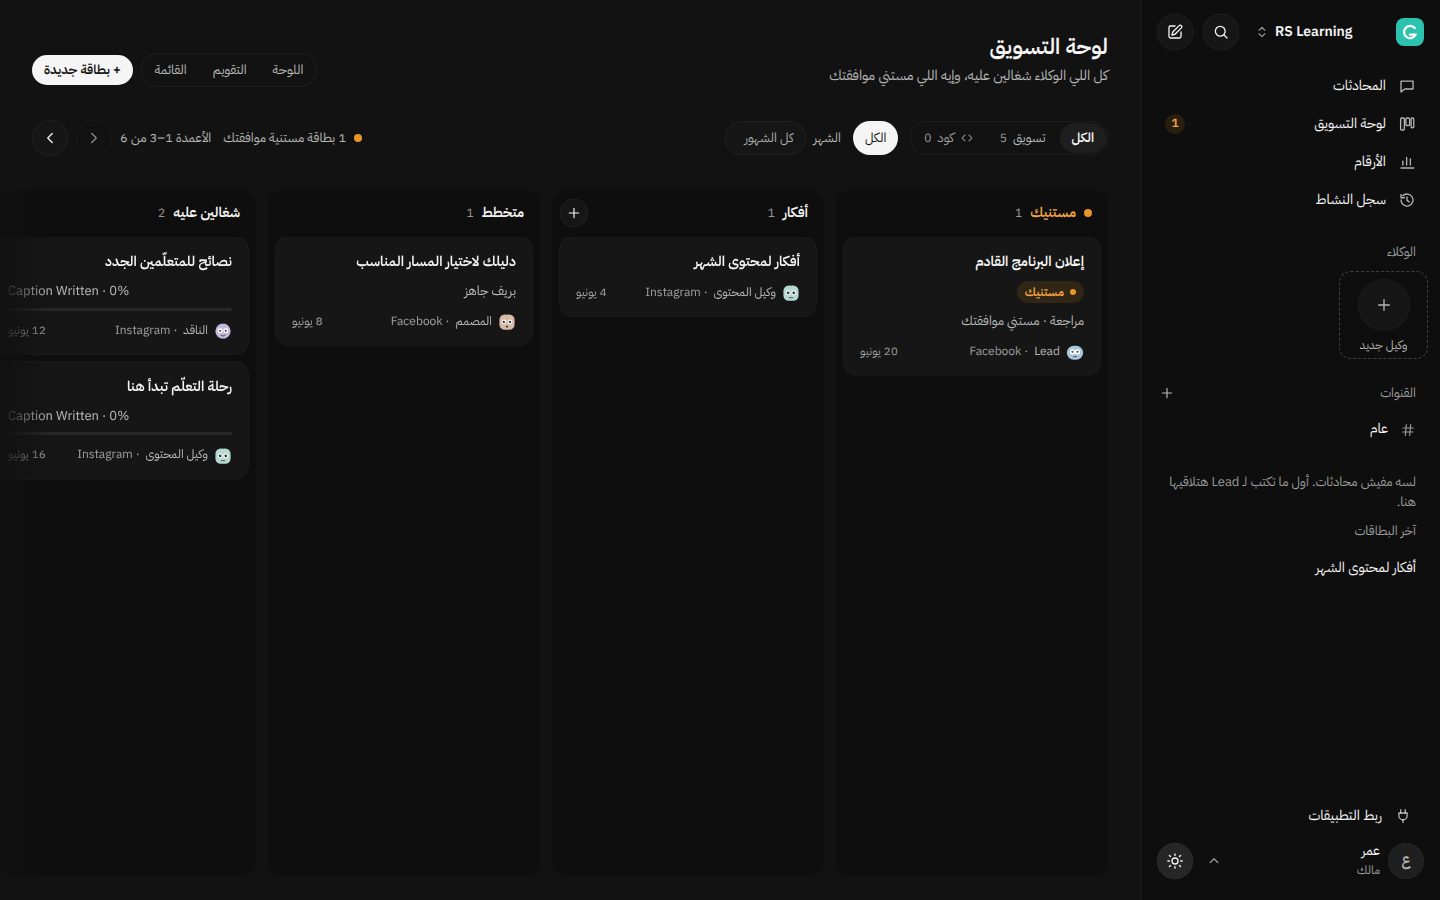 RS Learning
المحادثات
لوحة التسويق 1
الأرقام
سجل النشاط
الوكلاء
وكيل جديد
القنوات
عام
لسه مفيش محادثات. أول ما تكتب لـ Lead هتلاقيها
هنا.
آخر البطاقات
أفكار لمحتوى الشهر
ربط التطبيقات
ع
عمر
مالك
لوحة التسويق
كل اللي الوكلاء شغالين عليه، وإيه اللي مستني موافقتك
اللوحة التقويم القائمة
+ بطاقة جديدة
الكل تسويق 5 كود 0
الكل الشهر كل الشهور
1 بطاقة مستنية موافقتك الأعمدة 1–3 من 6
مستنيك 1
إعلان البرنامج القادم
مستنيك
مراجعة · مستني موافقتك
Lead · Facebook 20 يونيو
أفكار 1
أفكار لمحتوى الشهر
وكيل المحتوى · Instagram 4 يونيو
متخطط 1
دليلك لاختيار المسار المناسب
بريف جاهز
المصمم · Facebook 8 يونيو
شغالين عليه 2
نصائح للمتعلّمين الجدد
Caption Written · 0%
الناقد · Instagram 12 يونيو
رحلة التعلّم تبدأ هنا
Caption Written · 0%
وكيل المحتوى · Instagram 16 يونيو